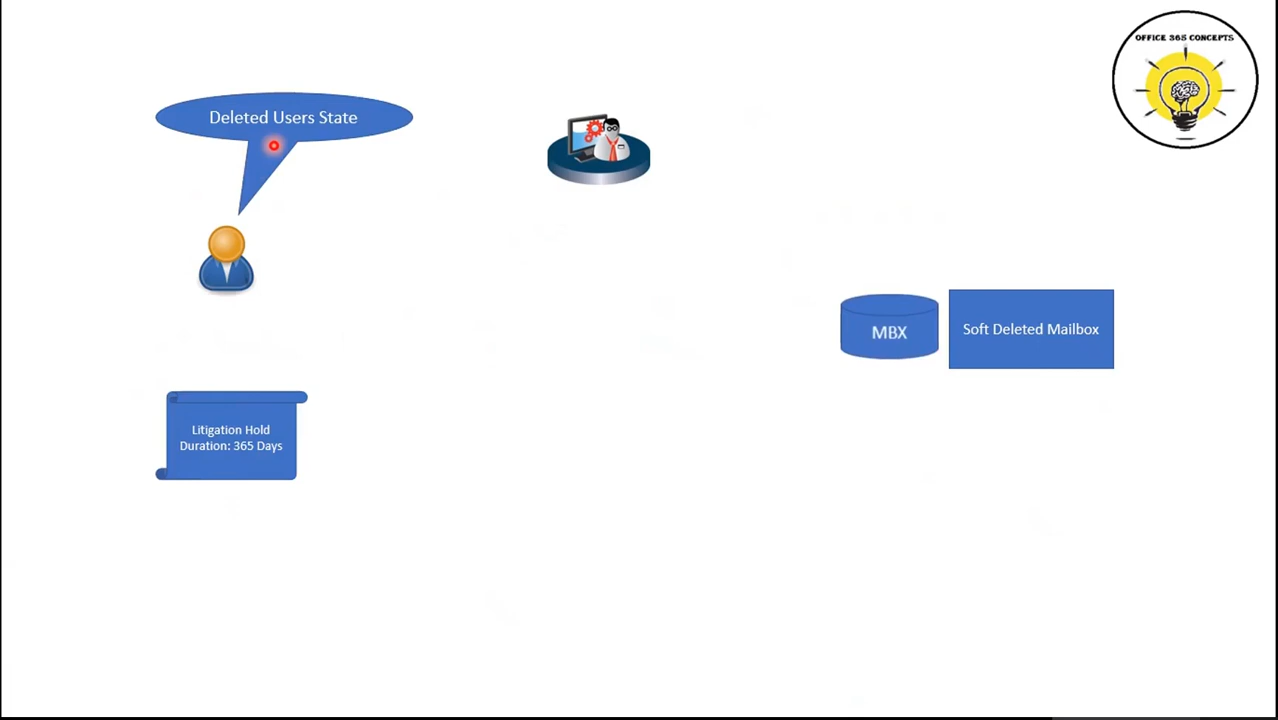 OFFICE 365 CONCEPTS
Deleted Users State
MBX
Soft Deleted Mailbox
Litigation Hold
Duration: 365 Days